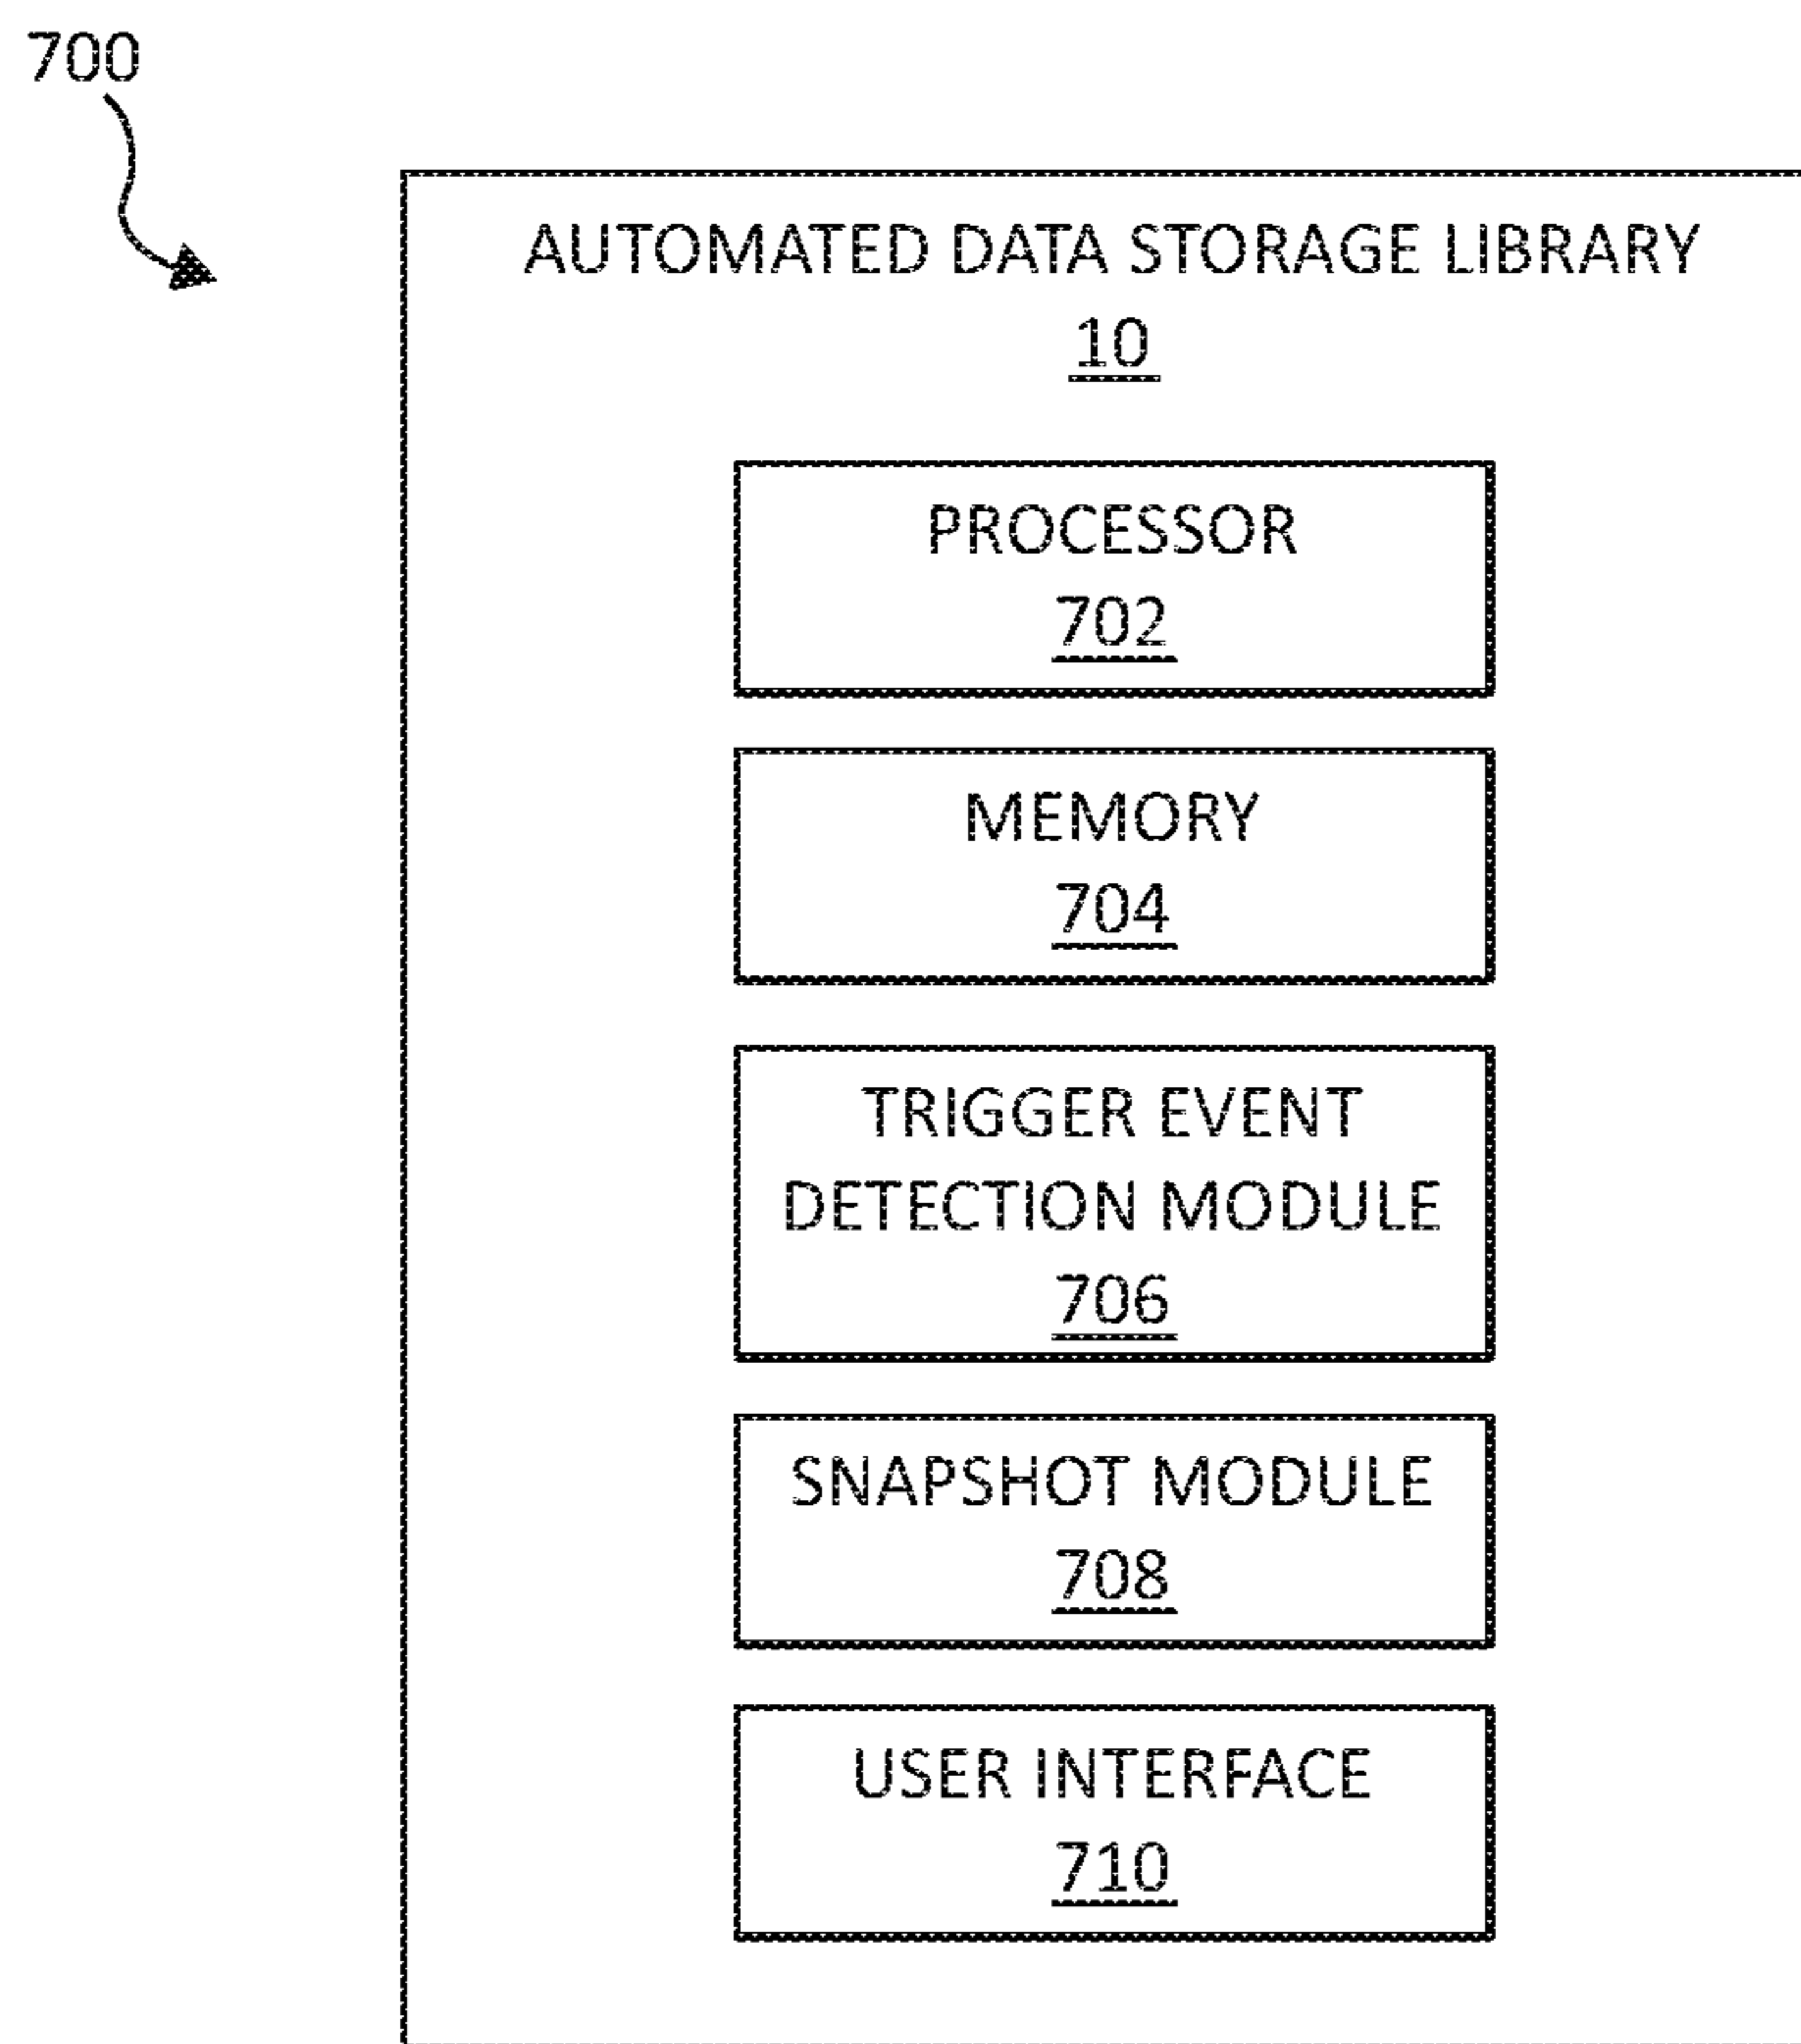 700
AUTOMATED DATA STORAGE LIBRARY
10
PROCESSOR
702
MEMORY
704
TRIGGER EVENT
DETECTION MODULE
706
SNAPSHOT MODULE
708
USER INTERFACE
710